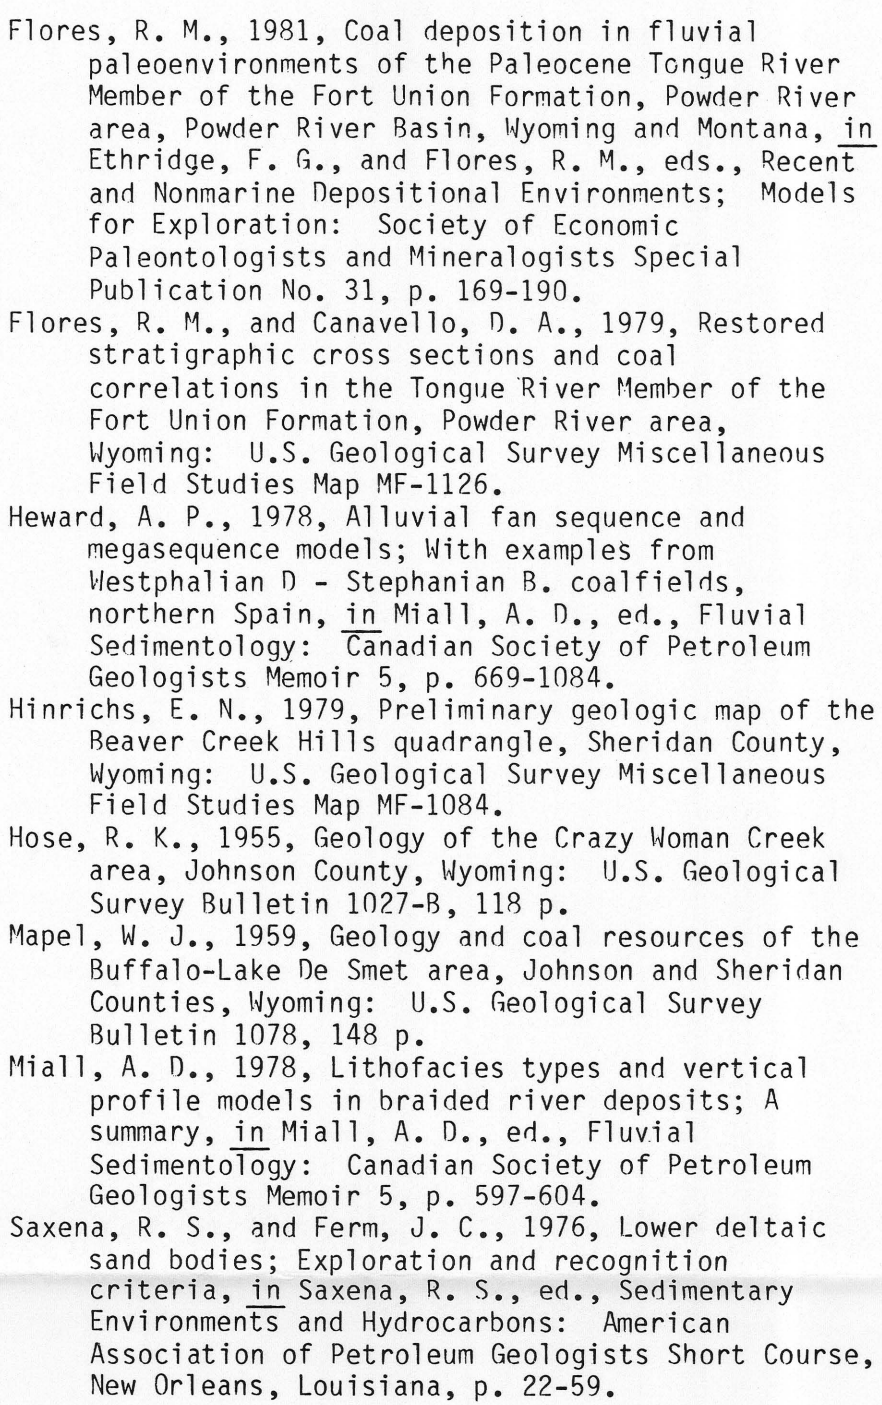 Flores, R. M., 1981, Coal deposition in fluvial
paleoenvironments of the Paleocene Tongue River
Member of the Fort Union Formation, Powder River
area, Powder River Basin, Wyoming and Montana, in
Ethridge, F. G., and Flores, R. M., eds., Recent
and Nonmarine Depositional Environments; Models
for Exploration: Society of Economic
Paleontologists and Mineralogists Special
Publication No. 31, p. 169-190.
Flores, R. M., and Canavello, D. A., 1979, Restored
stratigraphic cross sections and coal
correlations in the Tongue River Member of the
Fort Union Formation, Powder River area,
Wyoming: U.S. Geological Survey Miscellaneous
Field Studies Map MF-1126.
Heward, A. P., 1978, Alluvial fan sequence and
megasequence models; With examples from
Westphalian D - Stephanian B. coalfields,
northern Spain, in Miall, A. D., ed., Fluvial
Sedimentology: Canadian Society of Petroleum
Geologists Memoir 5, p. 669-1084.
Hinrichs, E. N., 1979, Preliminary geologic map of the
Beaver Creek Hills quadrangle, Sheridan County,
Wyoming: U.S. Geological Survey Miscellaneous
Field Studies Map MF-1084.
Hose, R. K., 1955, Geology of the Crazy Woman Creek
area, Johnson County, Wyoming: U.S. Geological
Survey Bulletin 1027-B, 118 p.
Mapel, W. J., 1959, Geology and coal resources of the
Buffalo-Lake De Smet area, Johnson and Sheridan
Counties, Wyoming: U.S. Geological Survey
Bulletin 1078, 148 p.
Miall, A. D., 1978, Lithofacies types and vertical
profile models in braided river deposits; A
summary, in Miall, A. D., ed., Fluvial
Sedimentology: Canadian Society of Petroleum
Geologists Memoir 5, p. 597-604.
Saxena, R. S., and Ferm, J. C., 1976, Lower deltaic
sand bodies; Exploration and recognition
criteria, in Saxena, R. S., ed., Sedimentary
Environments and Hydrocarbons: American
Association of Petroleum Geologists Short Course,
New Orleans, Louisiana, p. 22-59.